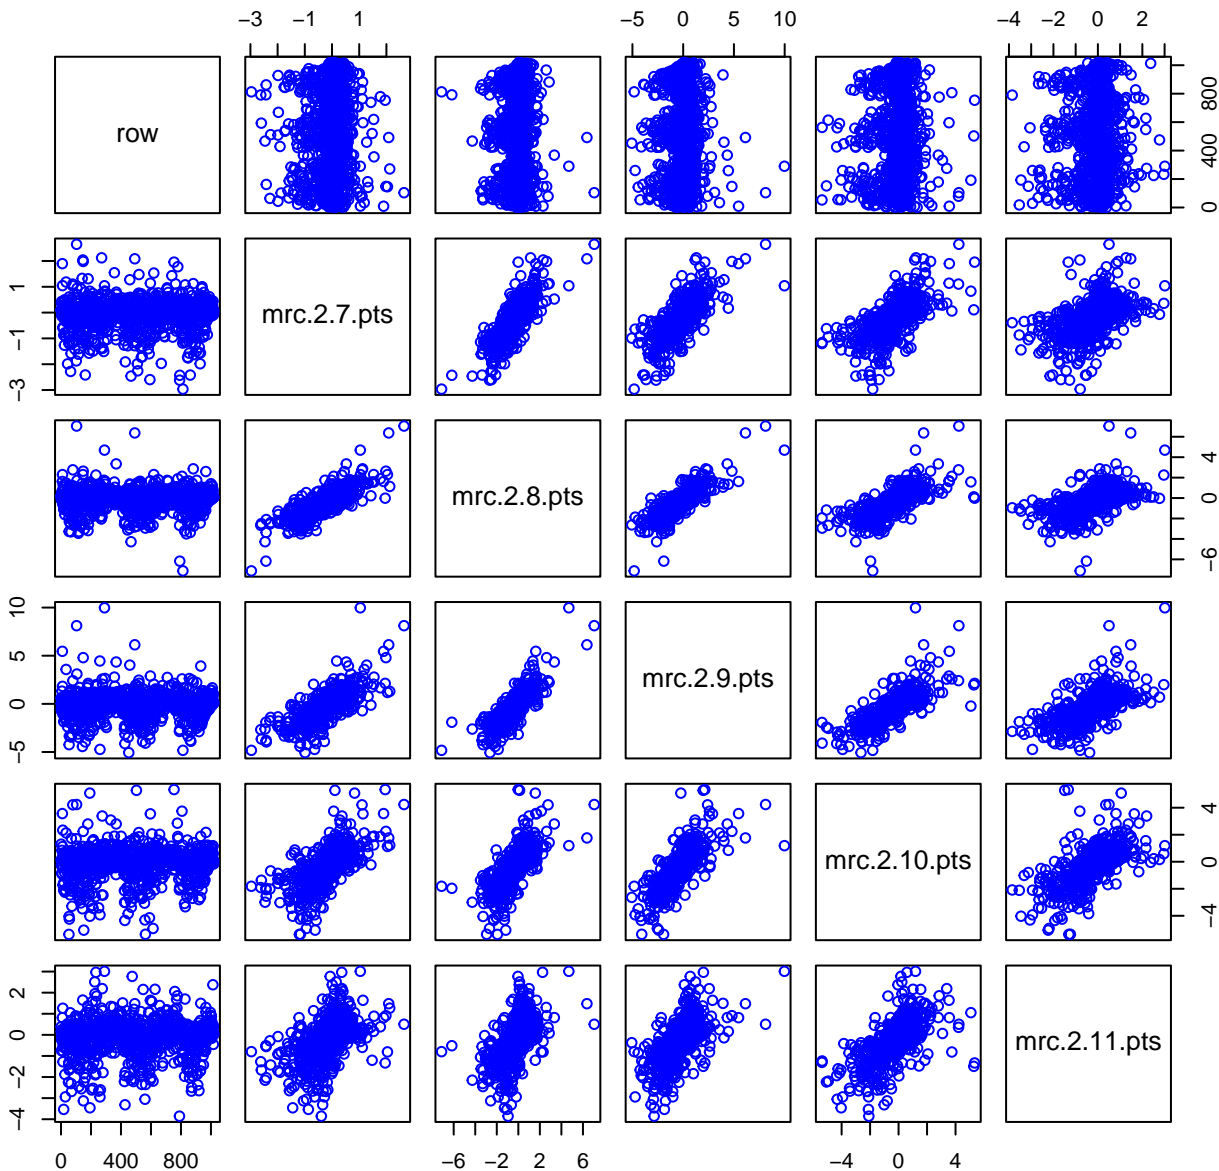 −3 −1 1 −5 0 5 10 −4 −2 0 2
row
0 400 800
mrc.2.7.pts
−3 −1 1
mrc.2.8.pts
−6 0 4
0 5 10 −5
mrc.2.9.pts
mrc.2.10.pts
−4 0 4
−4 −2 0 2
mrc.2.11.pts
0 400 800 −6 −2 2 6 −4 0 4